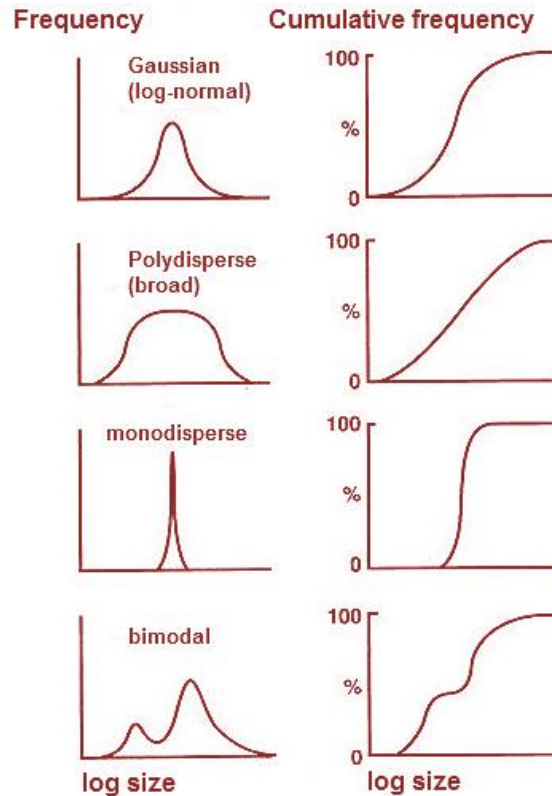 Frequency
Cumulative frequency
Gaussian
(log-normal)
100
%
0
Polydisperse
(broad)
100
%
0
monodisperse
100
%
0
bimodal
100
%
0
log size
log size